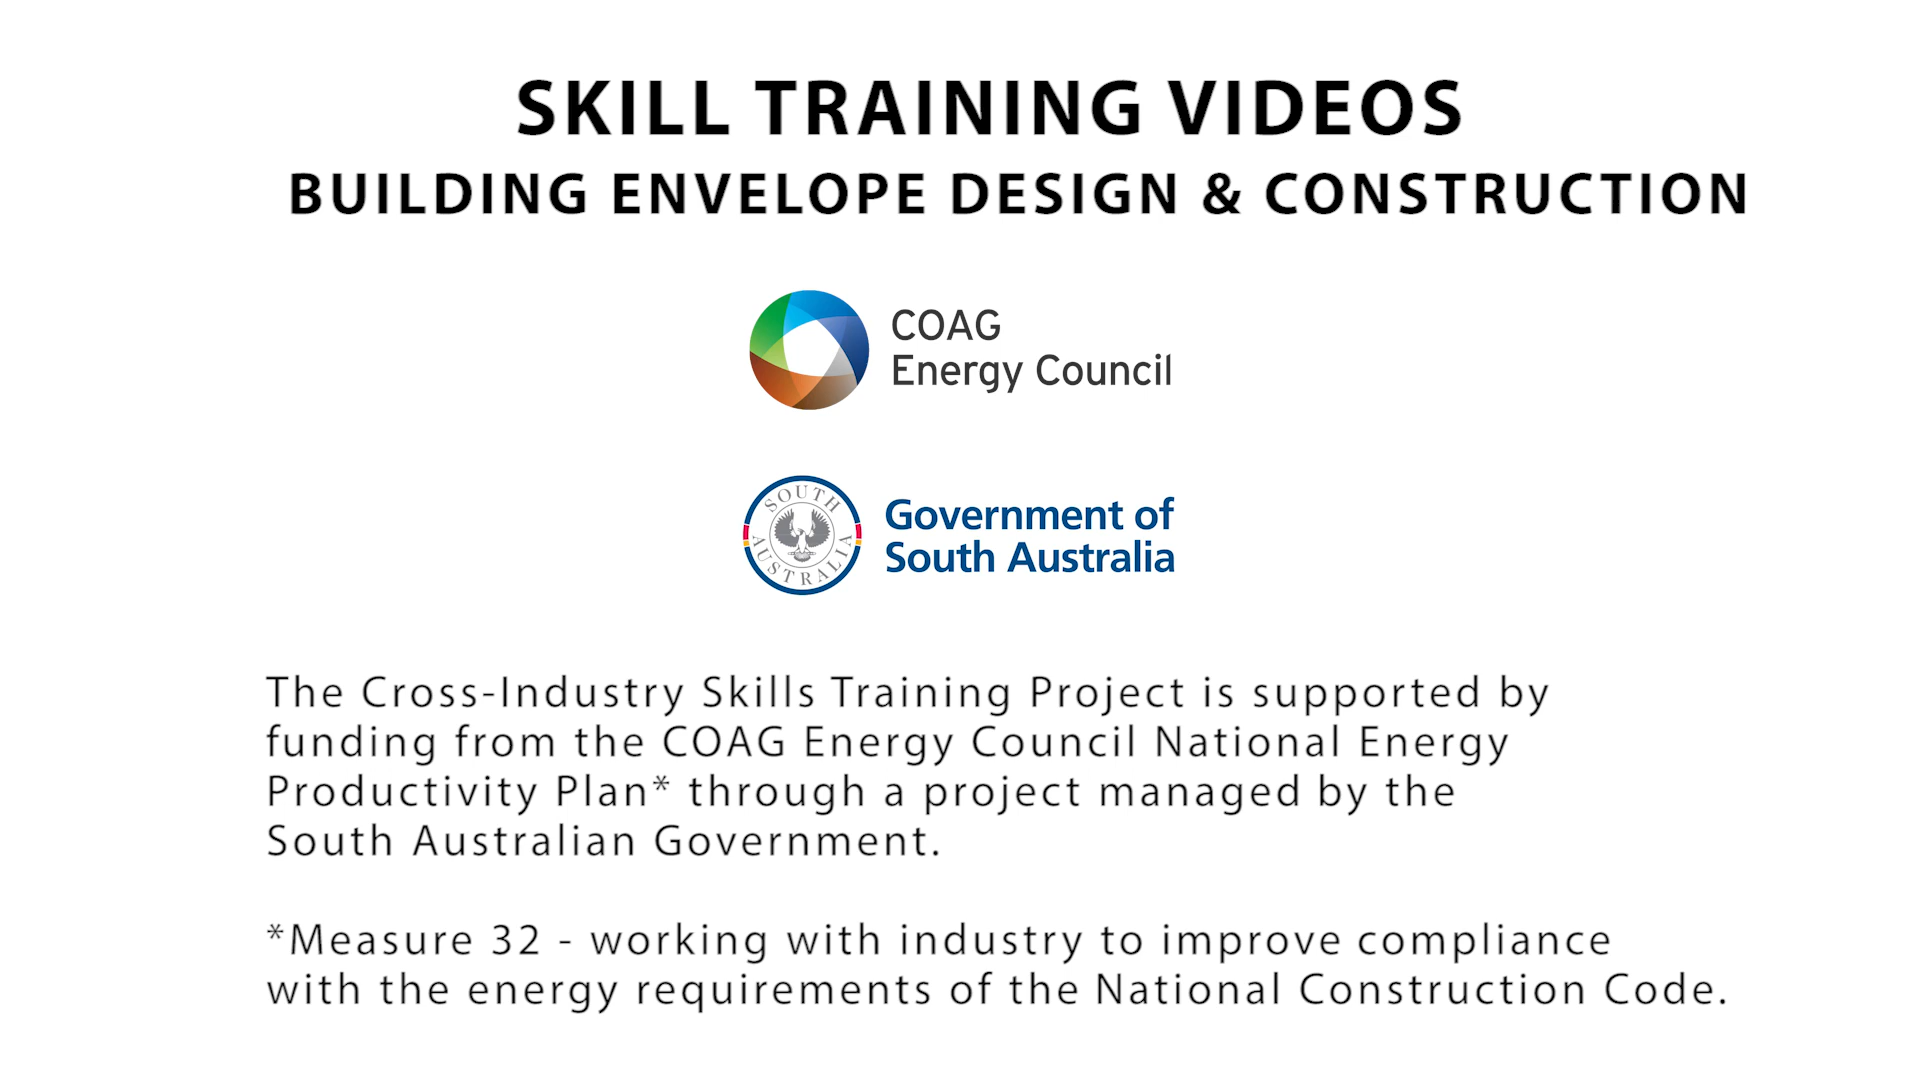 SKILL TRAINING VIDEOS
BUILDING ENVELOPE DESIGN & CONSTRUCTION
COAG
Energy Council
SOUTH AUSTRALIA
Government of
South Australia
The Cross-Industry Skills Training Project is supported by
funding from the COAG Energy Council National Energy
Productivity Plan* through a project managed by the
South Australian Government.
*Measure 32 - working with industry to improve compliance
with the energy requirements of the National Construction Code.